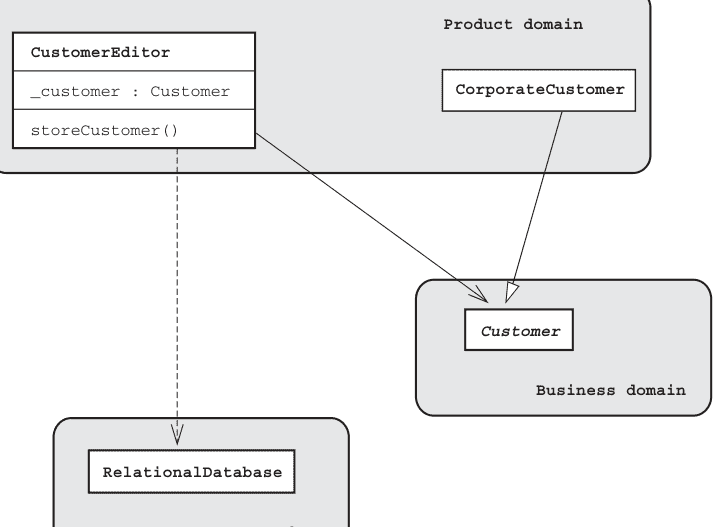 Product domain
CustomerEditor
_customer : Customer
storeCustomer()
CorporateCustomer
Customer
Business domain
RelationalDatabase